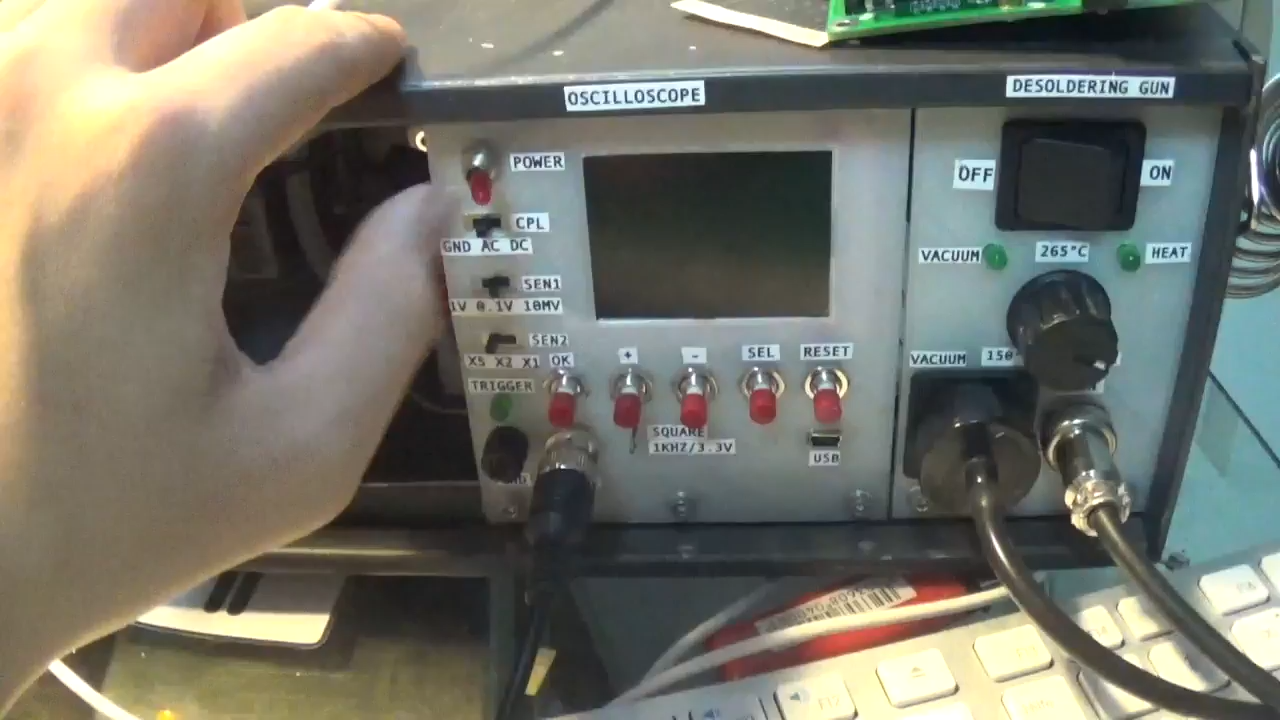 OSCILLOSCOPE
DESOLDERING GUN
POWER
OFF
ON
CPL
GND AC DC
VACUUM
265°C
HEAT
SEN1
1V 0.1V 10MV
SEN2
X5 X2 X1
OK
+
-
SEL
RESET
VACUUM
150
TRIGGER
SQUARE
1KHZ/3.3V
USB